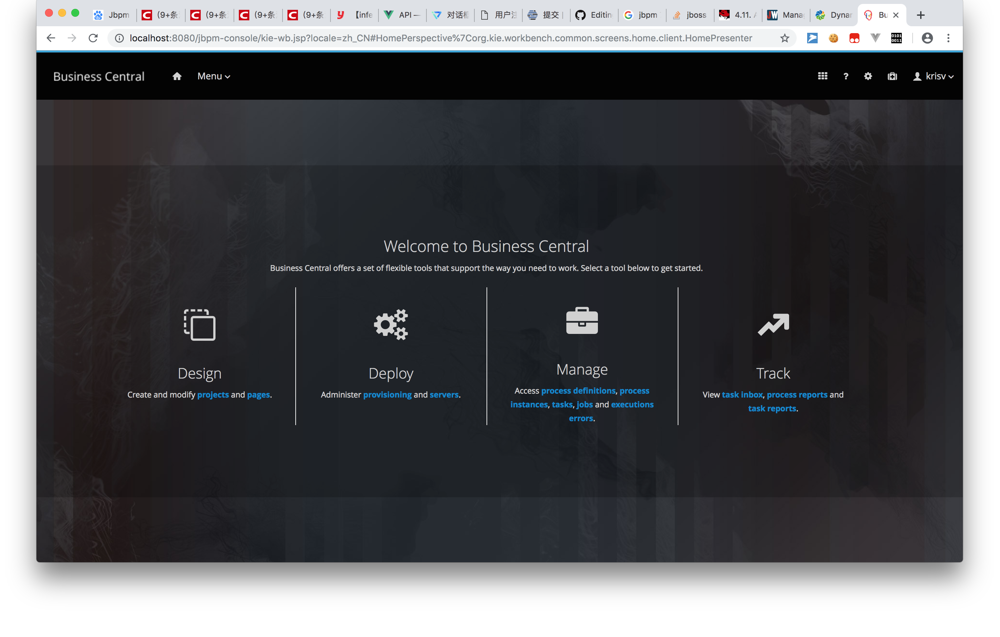 Jbpm (9+条 (9+条 (9+条 (9+条 【infe API — 对话框 用户 提交 Editin jbpm jboss 4.11. Mana Dynar Bu
localhost:8080/jbpm-console/kie-wb.jsp?locale=zh_CN#HomePerspective%7Corg.kie.workbench.common.screens.home.client.HomePresenter
Business Central Menu ? krisv
Welcome to Business Central
Business Central offers a set of flexible tools that support the way you need to work. Select a tool below to get started.
Design
Create and modify projects and pages.
Deploy
Administer provisioning and servers.
Manage
Access process definitions, process
instances, tasks, jobs and executions
errors.
Track
View task inbox, process reports and
task reports.